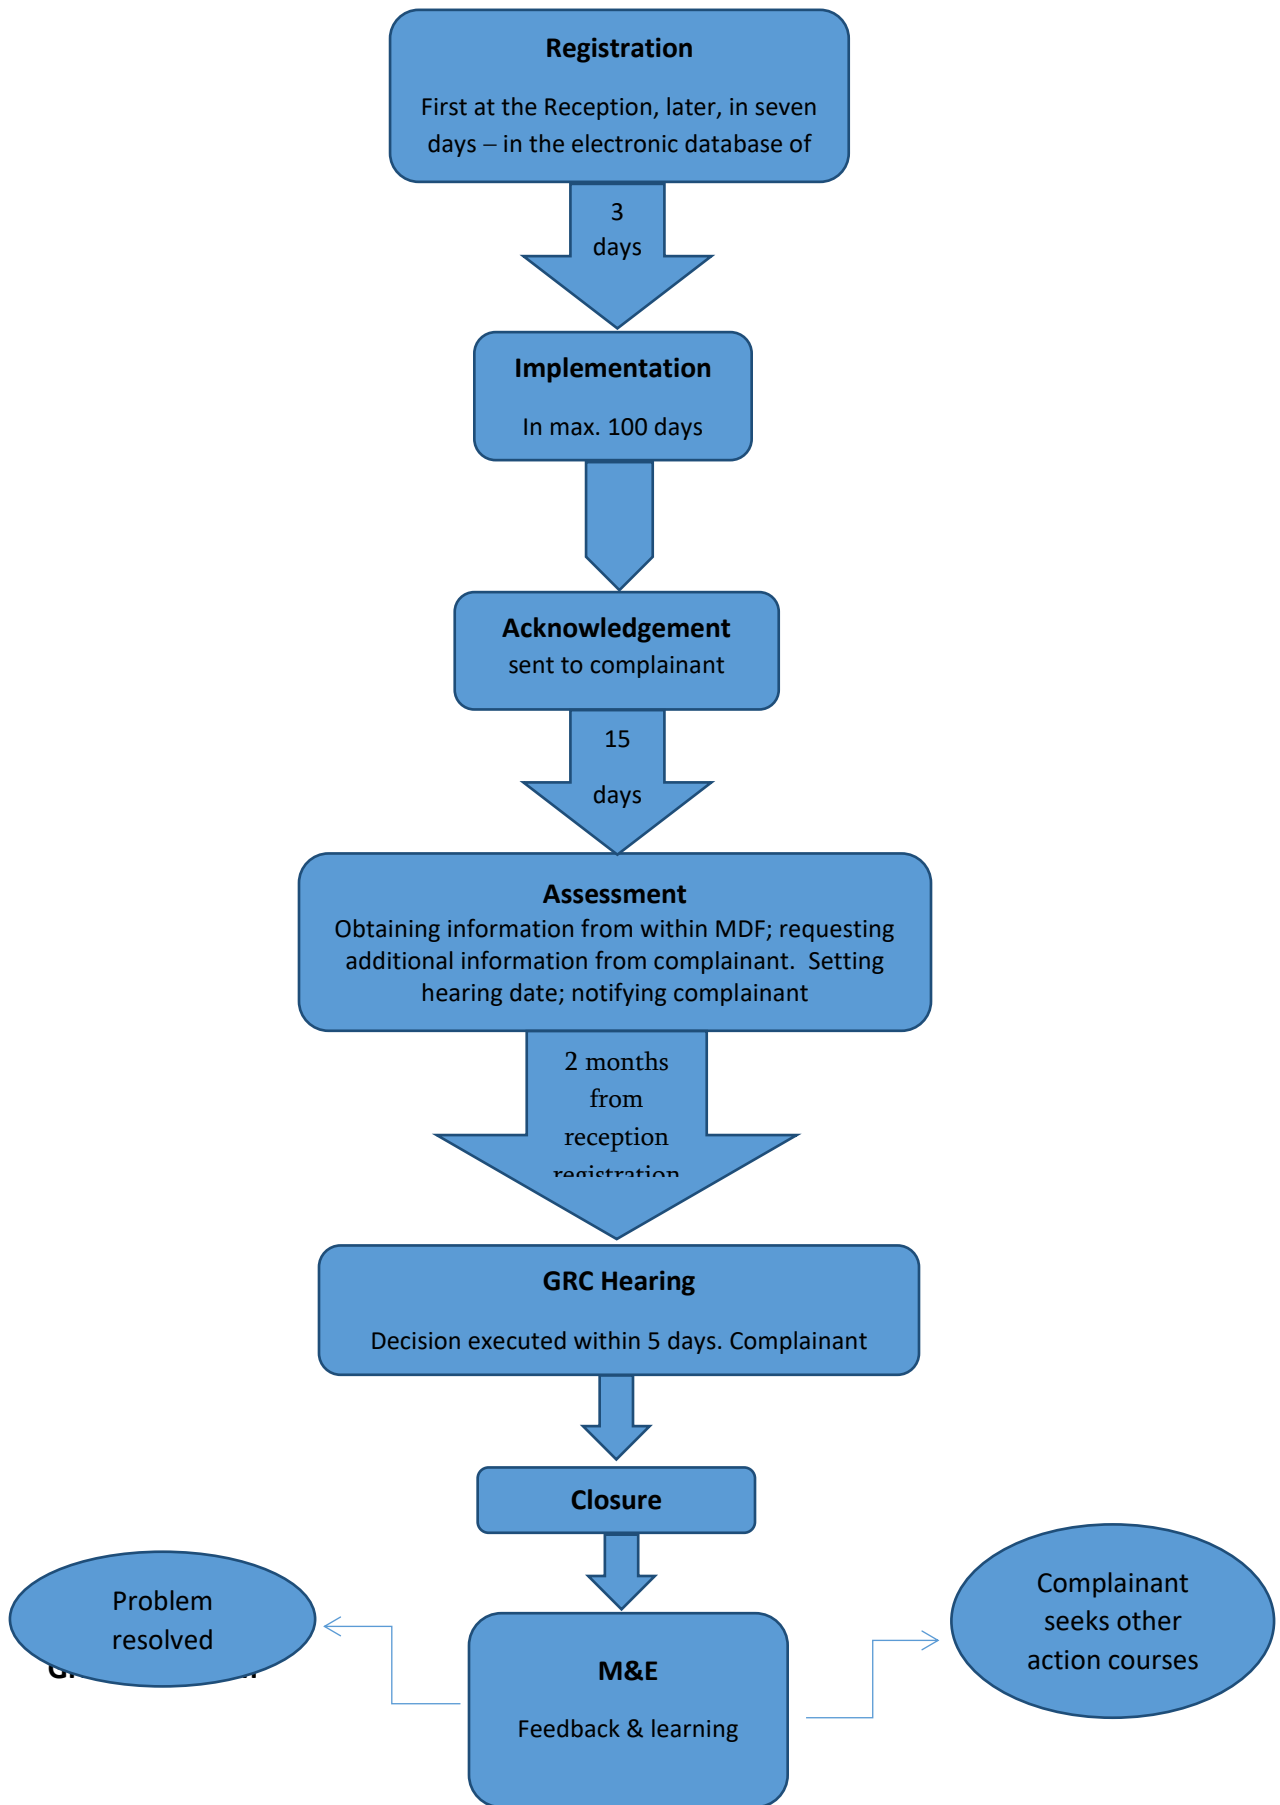 Registration
First at the Reception, later, in seven
days – in the electronic database of
3
days
Implementation
In max. 100 days
Acknowledgement
sent to complainant
15
days
Assessment
Obtaining information from within MDF; requesting
additional information from complainant.  Setting
hearing date; notifying complainant
2 months
from
reception
registration
GRC Hearing
Decision executed within 5 days. Complainant
Closure
Problem
resolved
Complainant
seeks other
action courses
M&E
Feedback & learning